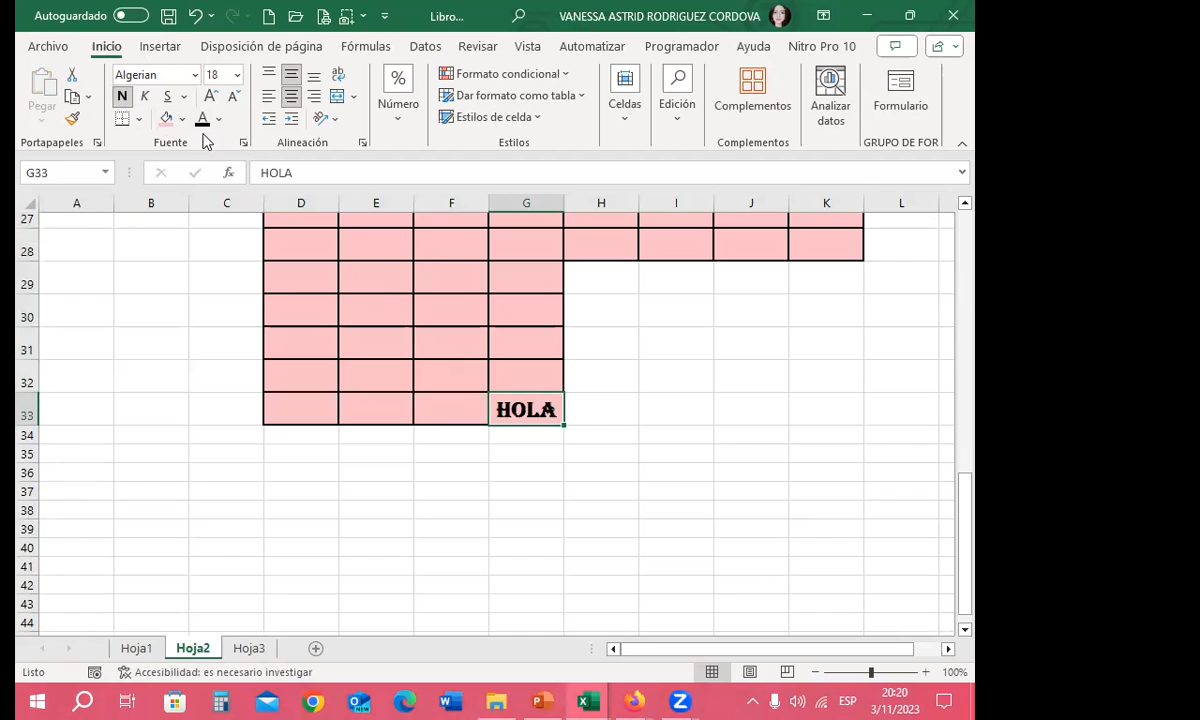 Autoguardado Libro... VANESSA ASTRID RODRIGUEZ CORDOVA
Archivo Inicio Insertar Disposición de página Fórmulas Datos Revisar Vista Automatizar Programador Ayuda Nitro Pro 10
Pegar
Portapapeles
Algerian 18
N K S A A
A
Fuente
ab
Alineación
%
Número
Formato condicional
Dar formato como tabla
Estilos de celda
Estilos
Celdas
Edición
Complementos
Complementos
Analizar
datos
Formulario
GRUPO DE FOR
G33 fx HOLA
A B C D E F G H I J K L
27
28
29
30
31
32
33 HOLA
34
35
36
37
38
39
40
41
42
43
44
Hoja1 Hoja2 Hoja3
Listo Accesibilidad: es necesario investigar 100%
ESP 20:20
3/11/2023